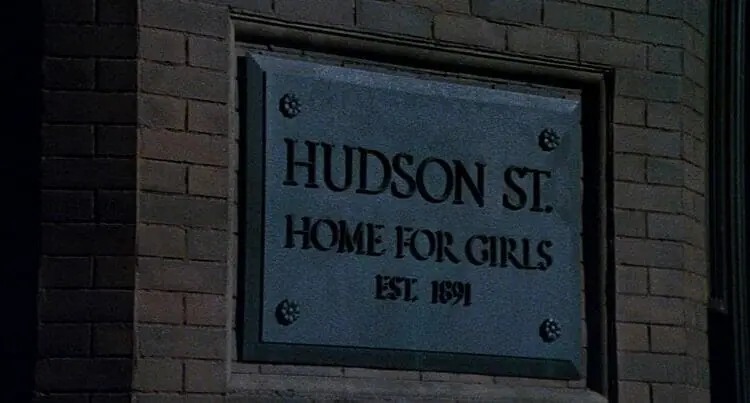 HUDSON ST.
HOME FOR GIRLS
EST. 1891